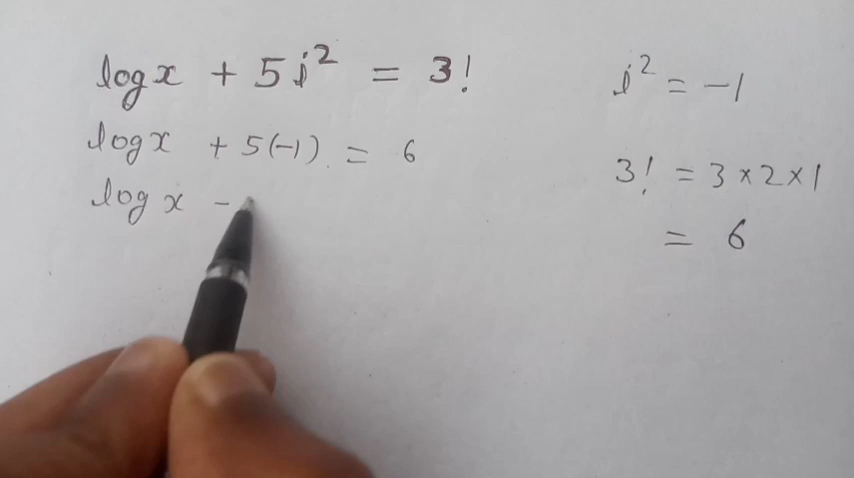 log x + 5i² = 3!
log x + 5(-1) = 6
log x -
i² = -1
3! = 3 × 2 × 1
= 6